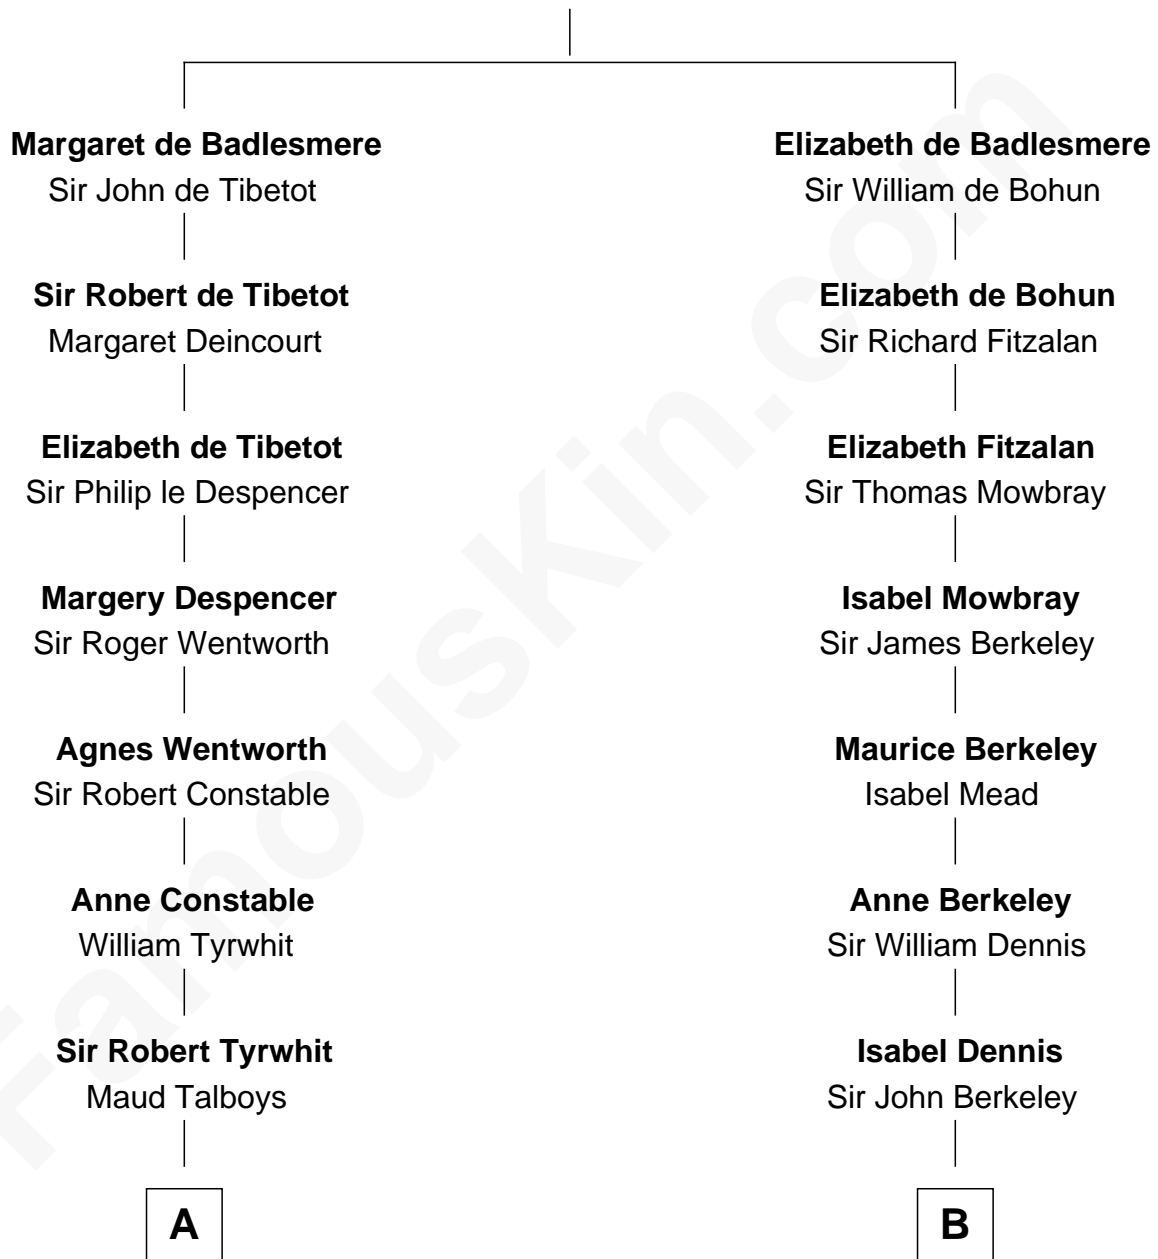 Margaret de Badlesmere
Sir John de Tibetot
Elizabeth de Badlesmere
Sir William de Bohun
Sir Robert de Tibetot
Margaret Deincourt
Elizabeth de Bohun
Sir Richard Fitzalan
Elizabeth de Tibetot
Sir Philip le Despencer
Elizabeth Fitzalan
Sir Thomas Mowbray
Margery Despencer
Sir Roger Wentworth
Isabel Mowbray
Sir James Berkeley
Agnes Wentworth
Sir Robert Constable
Maurice Berkeley
Isabel Mead
Anne Constable
William Tyrwhit
Anne Berkeley
Sir William Dennis
Sir Robert Tyrwhit
Maud Talboys
Isabel Dennis
Sir John Berkeley
A
B
FamousKin.com